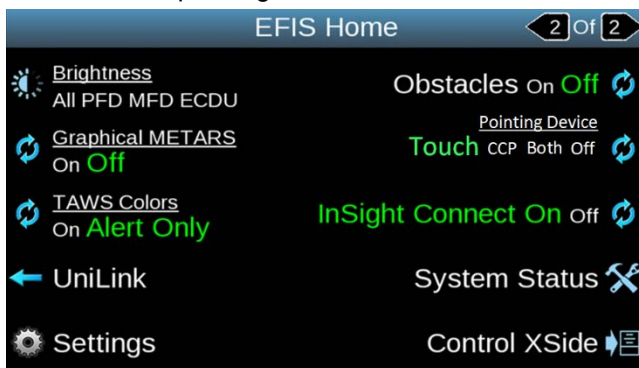 EFIS Home
2 Of 2
Brightness
All PFD MFD ECDU
Obstacles On Off
Graphical METARS
On Off
Pointing Device
Touch CCP Both Off
TAWS Colors
On Alert Only
InSight Connect On Off
UniLink
System Status
Settings
Control XSide